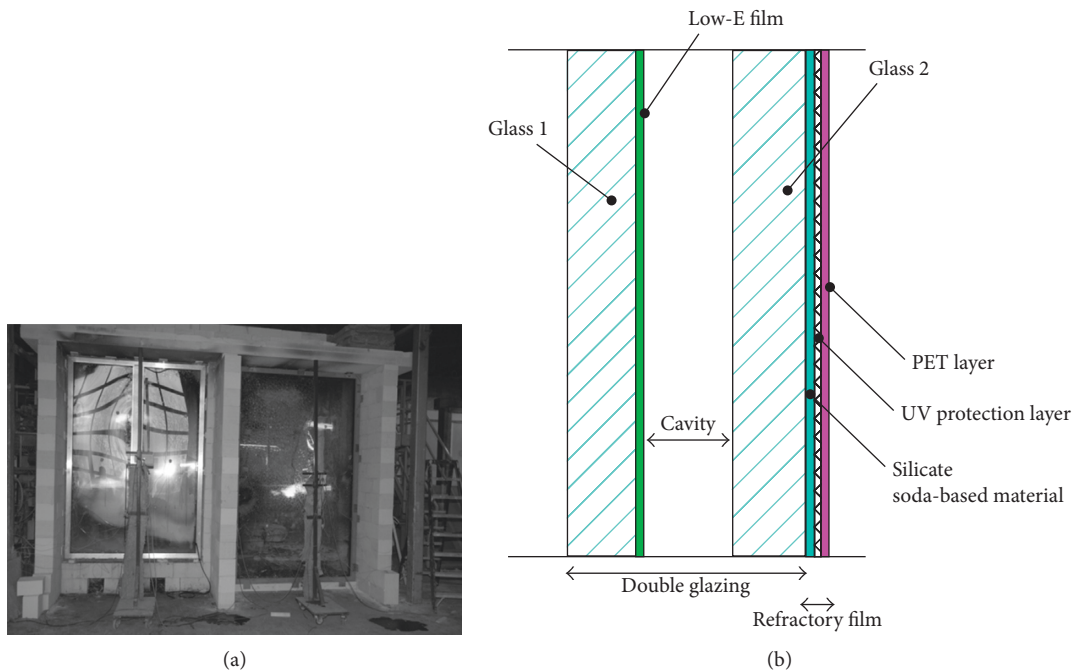 Low-E film
Glass 2
Glass 1
PET layer
UV protection layer
Cavity
Silicate
soda-based material
Double glazing
Refractory film
(a)
(b)